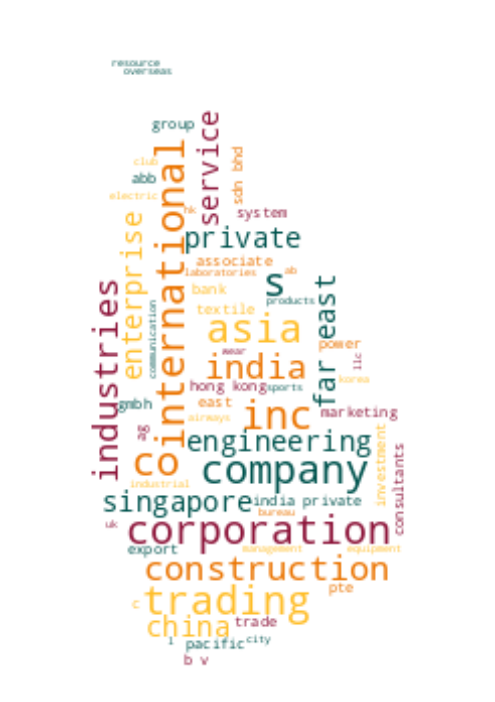 resource
overseas
group
service
international
club
abb
sdn bhd
electric
hk
system
enterprise
private
associate
laboratories
ab
s
bank
products
industries
communication
textile
asia
far east
power
wear
llc
india
korea
hong kong
sports
gmbh
east
inc
marketing
airways
ag
engineering
investment
co
company
consultants
industrial
singapore
india private
bureau
uk
corporation
export
management
equipment
construction
pte
c
trading
china
trade
l
pacific
city
b v